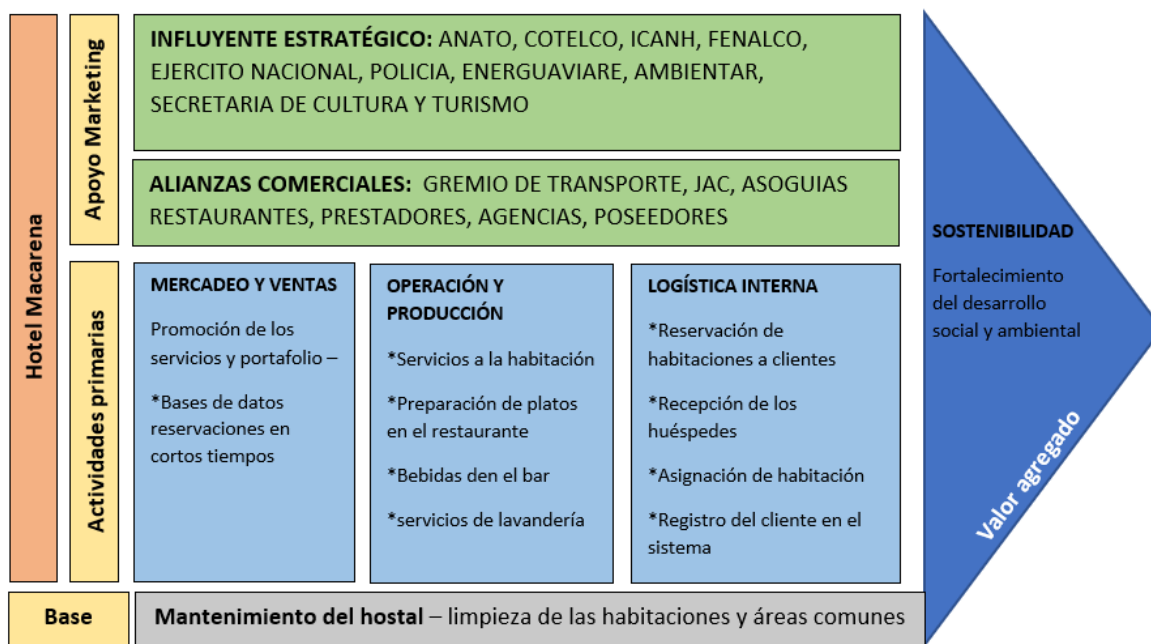 Hotel Macarena
Apoyo Marketing
INFLUYENTE ESTRATÉGICO: ANATO, COTELCO, ICANH, FENALCO,
EJERCITO NACIONAL, POLICIA, ENERGUAVIARE, AMBIENTAR,
SECRETARIA DE CULTURA Y TURISMO
ALIANZAS COMERCIALES: GREMIO DE TRANSPORTE, JAC, ASOGUIAS
RESTAURANTES, PRESTADORES, AGENCIAS, POSEEDORES
Actividades primarias
MERCADEO Y VENTAS
Promoción de los
servicios y portafolio –
*Bases de datos
reservaciones en
cortos tiempos
OPERACIÓN Y
PRODUCCIÓN
*Servicios a la habitación
*Preparación de platos
en el restaurante
*Bebidas den el bar
*servicios de lavandería
LOGÍSTICA INTERNA
*Reservación de
habitaciones a clientes
*Recepción de los
huéspedes
*Asignación de habitación
*Registro del cliente en el
sistema
SOSTENIBILIDAD
Fortalecimiento
del desarrollo
social y ambiental
Valor agregado
Base
Mantenimiento del hostal – limpieza de las habitaciones y áreas comunes